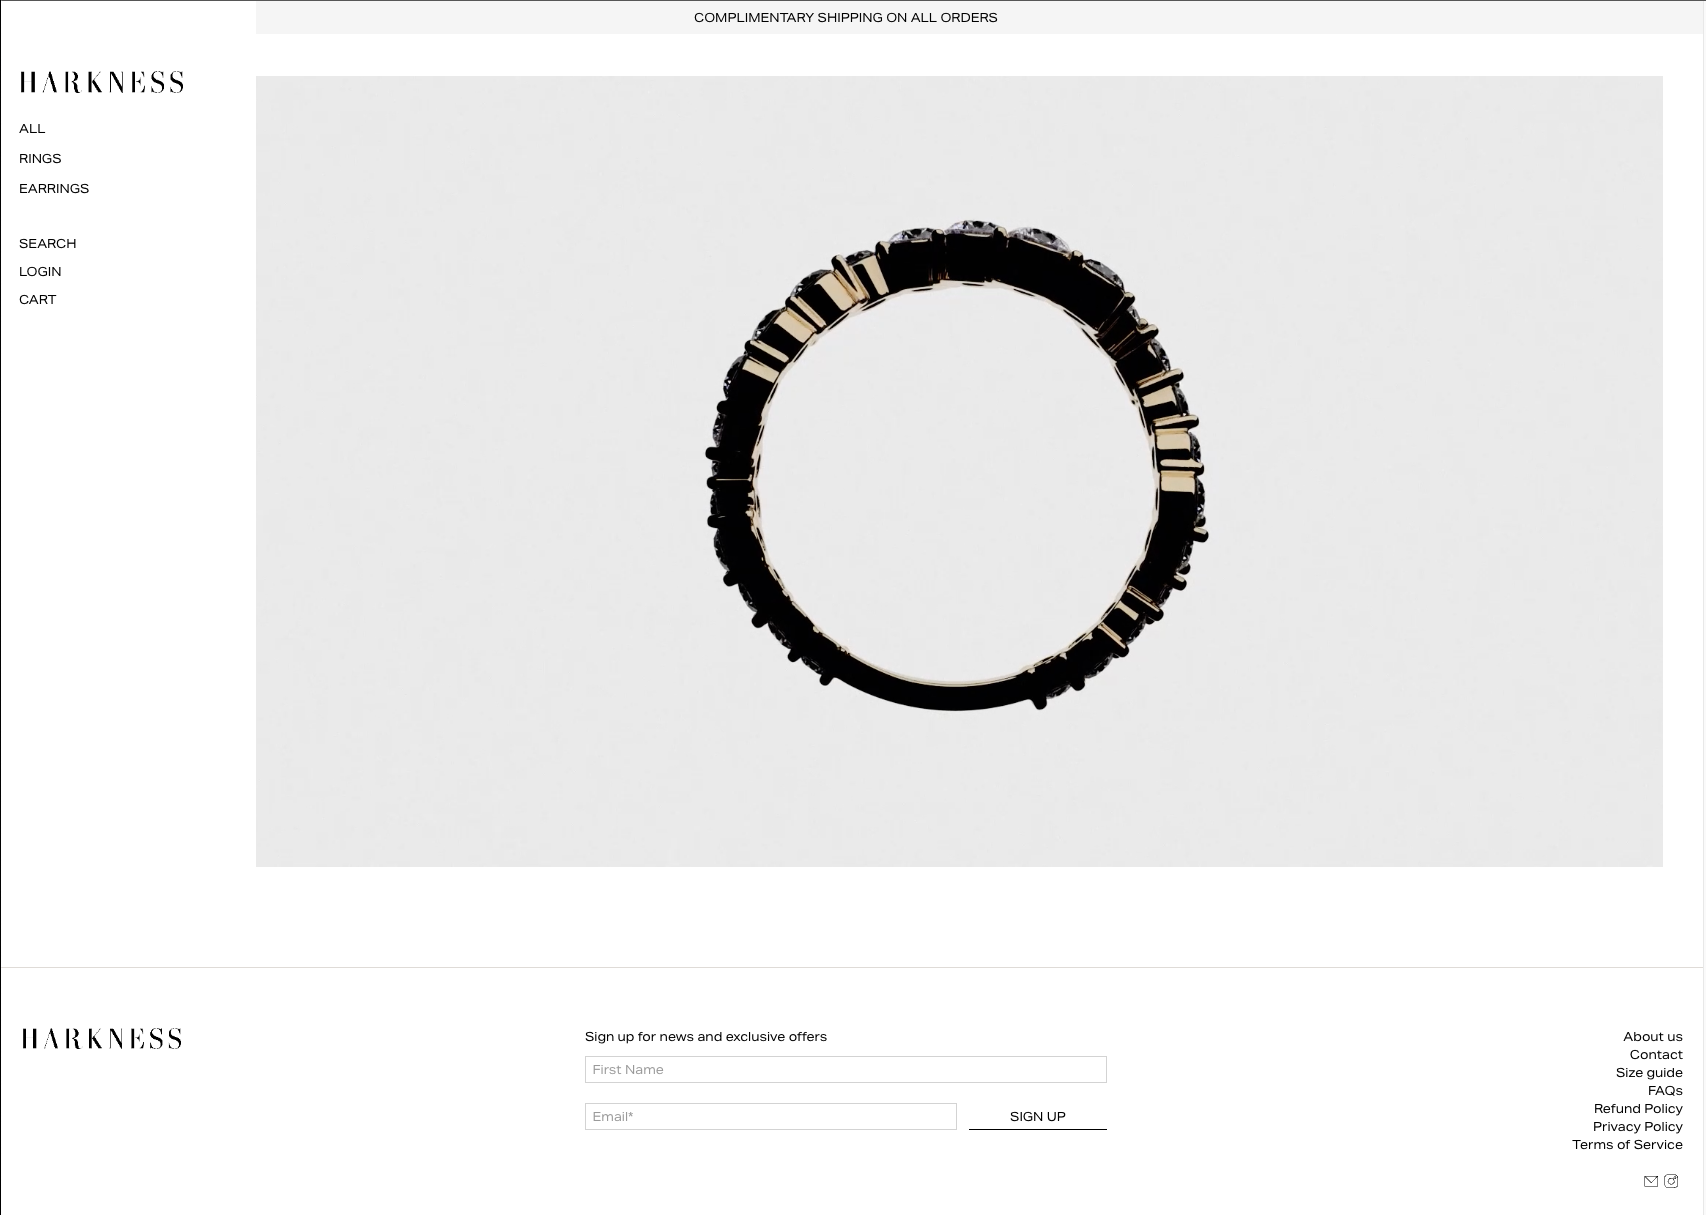 COMPLIMENTARY SHIPPING ON ALL ORDERS
HARKNESS
ALL
RINGS
EARRINGS
SEARCH
LOGIN
CART
HARKNESS
Sign up for news and exclusive offers
First Name
Email*
SIGN UP
About us
Contact
Size guide
FAQs
Refund Policy
Privacy Policy
Terms of Service